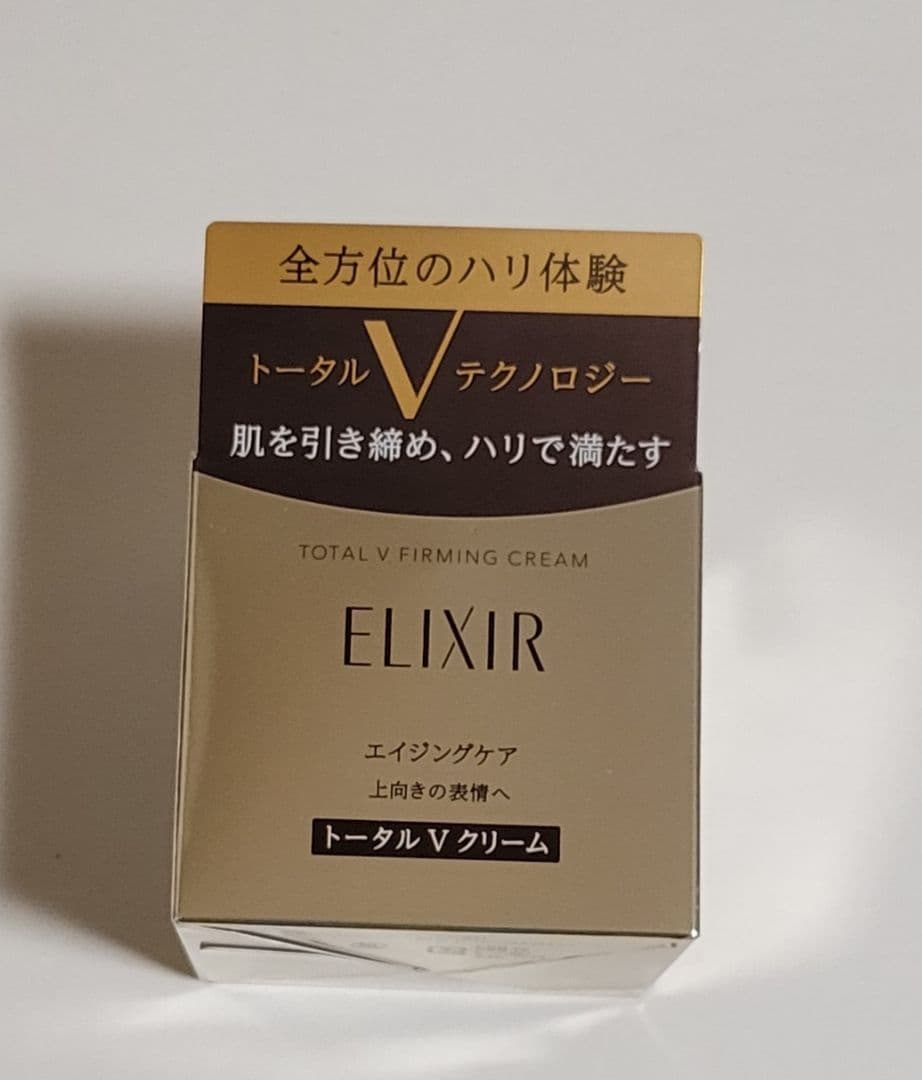 全方位のハリ体験
トータルVテクノロジー
肌を引き締め、ハリで満たす
TOTAL V FIRMING CREAM
ELIXIR
エイジングケア
上向きの表情へ
トータル V クリーム